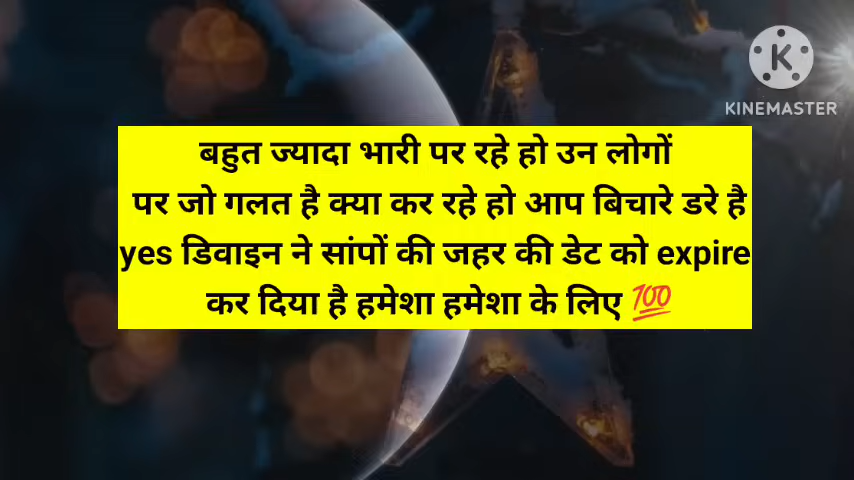 KINEMASTER
बहुत ज्यादा भारी पर रहे हो उन लोगों
पर जो गलत है क्या कर रहे हो आप बिचारे डरे है
yes डिवाइन ने सांपों की जहर की डेट को expire
कर दिया है हमेशा हमेशा के लिए 💯